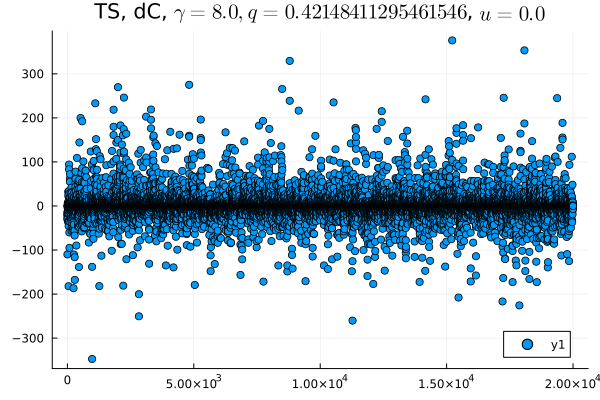 TS, dC, γ = 8.0, q = 0.42148411295461546, u = 0.0
300
200
100
0
−100
−200
−300
y1
0 5.00×10³ 1.00×10⁴ 1.50×10⁴ 2.00×10⁴